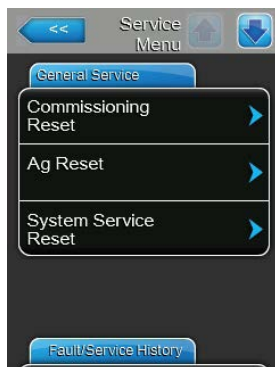 << Service
Menu
General Service
Commissioning
Reset
Ag Reset
System Service
Reset
Fault/Service History